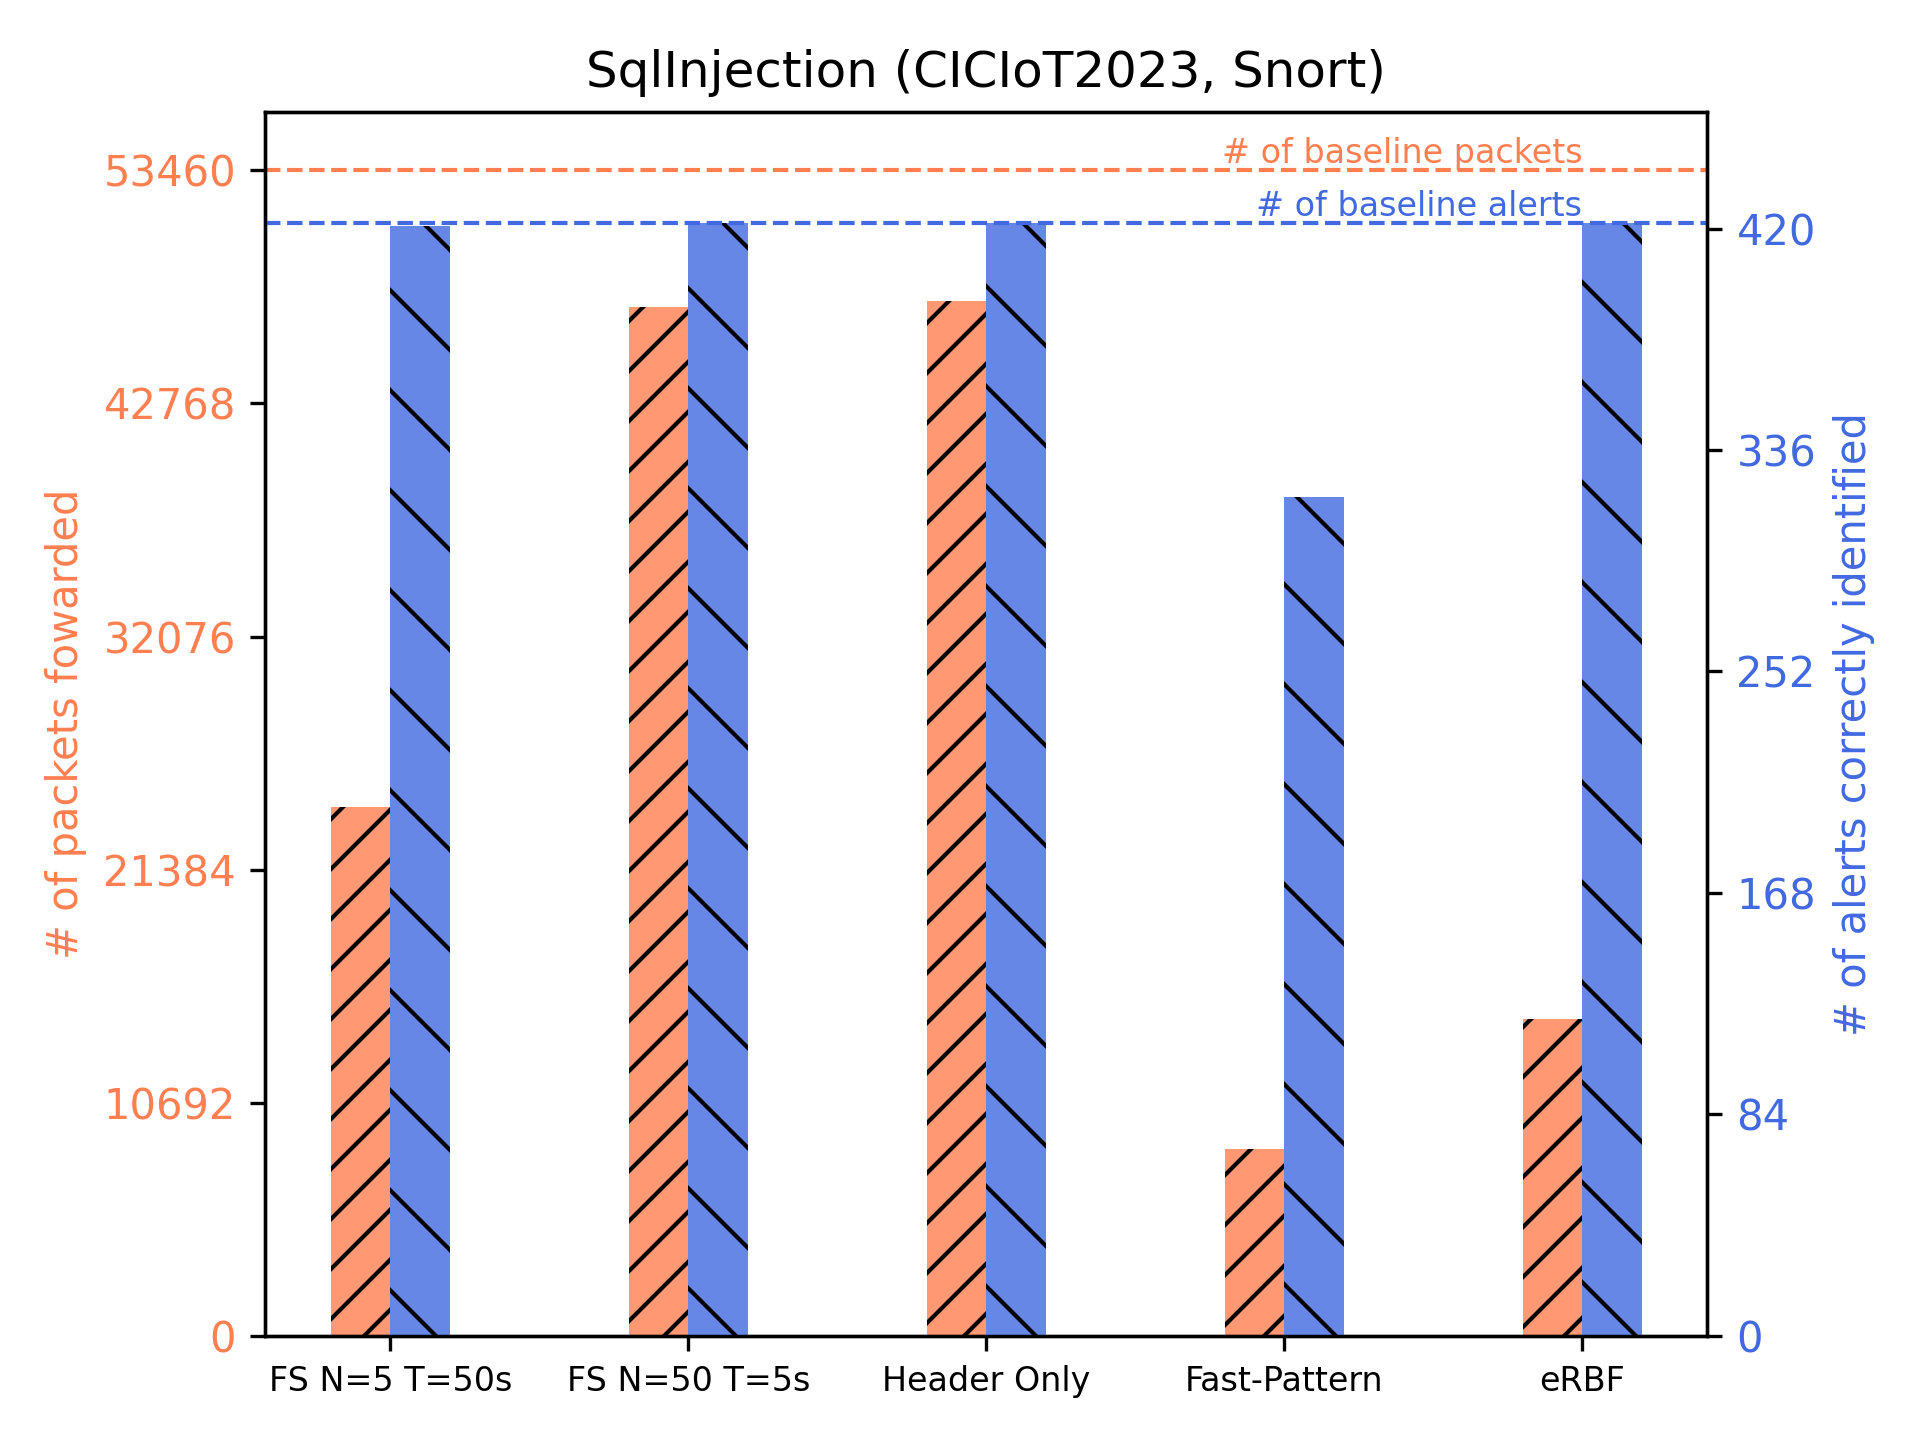 SqlInjection (CICIoT2023, Snort)
# of baseline packets
# of baseline alerts
# of packets fowarded
53460
42768
32076
21384
10692
0
420
336
252
168
84
0
# of alerts correctly identified
FS N=5 T=50s
FS N=50 T=5s
Header Only
Fast-Pattern
eRBF